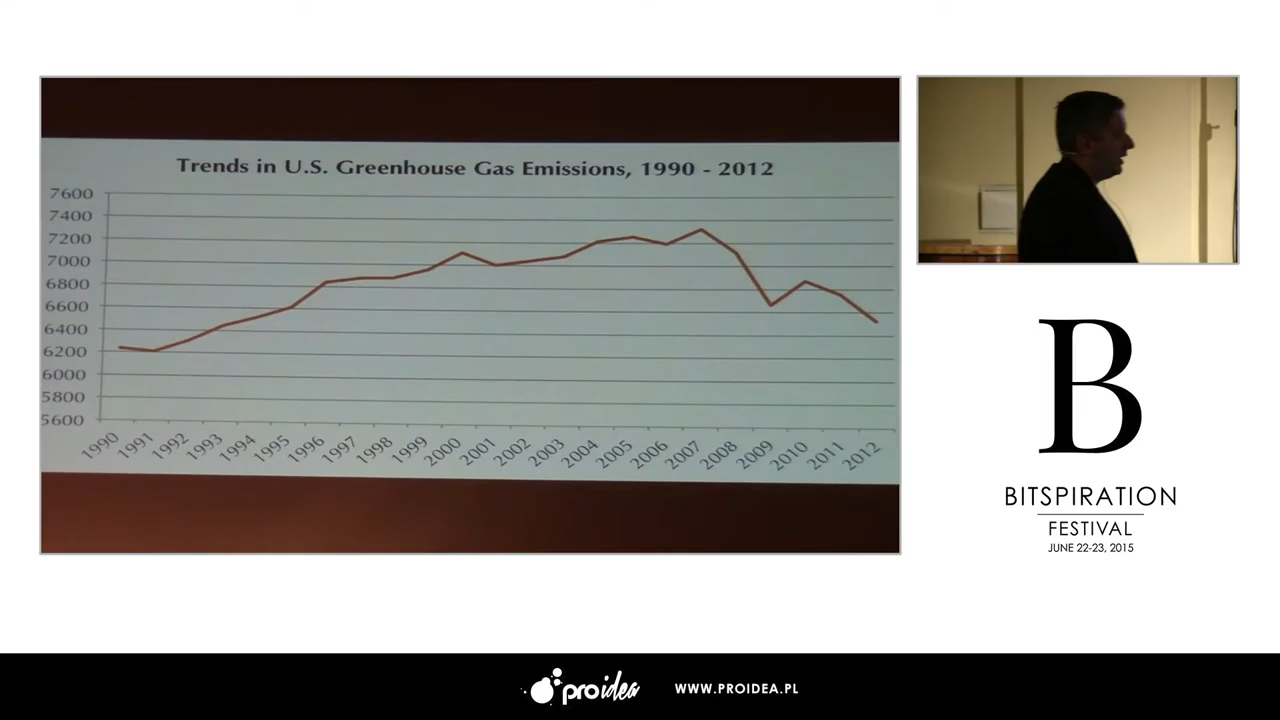 Trends in U.S. Greenhouse Gas Emissions, 1990 - 2012
7600
7400
7200
7000
6800
6600
6400
6200
6000
5800
5600
1990 1991 1992 1993 1994 1995 1996 1997 1998 1999 2000 2001 2002 2003 2004 2005 2006 2007 2008 2009 2010 2011 2012
B
BITSPIRATION
FESTIVAL
JUNE 22-23, 2015
proidea WWW.PROIDEA.PL